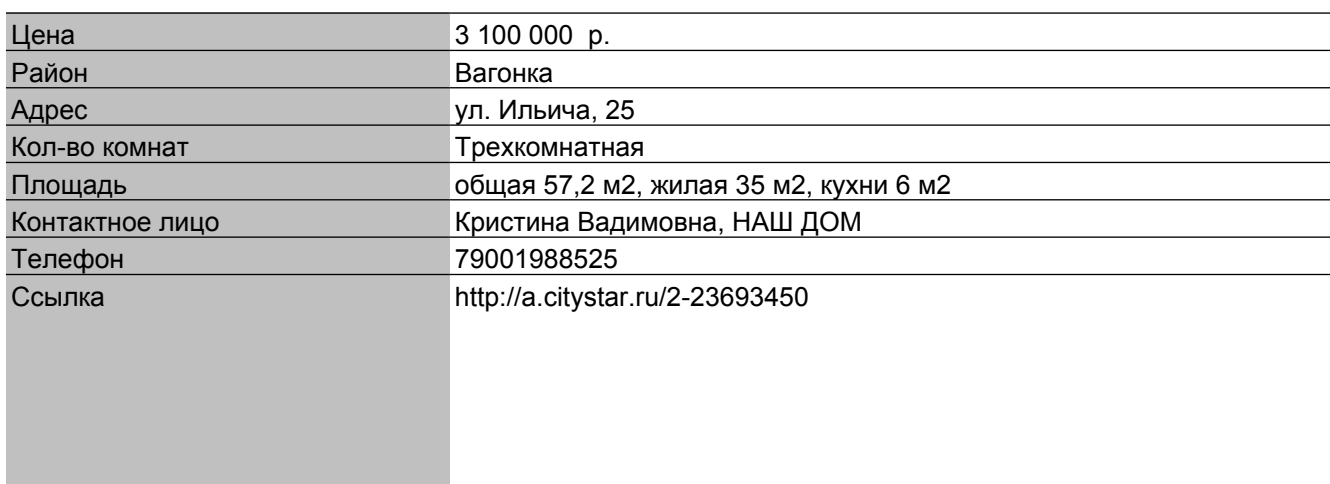 Цена 3 100 000 р.
Район Вагонка
Адрес ул. Ильича, 25
Кол-во комнат Трехкомнатная
Площадь общая 57,2 м2, жилая 35 м2, кухни 6 м2
Контактное лицо Кристина Вадимовна, НАШ ДОМ
Телефон 79001988525
Ссылка http://a.citystar.ru/2-23693450